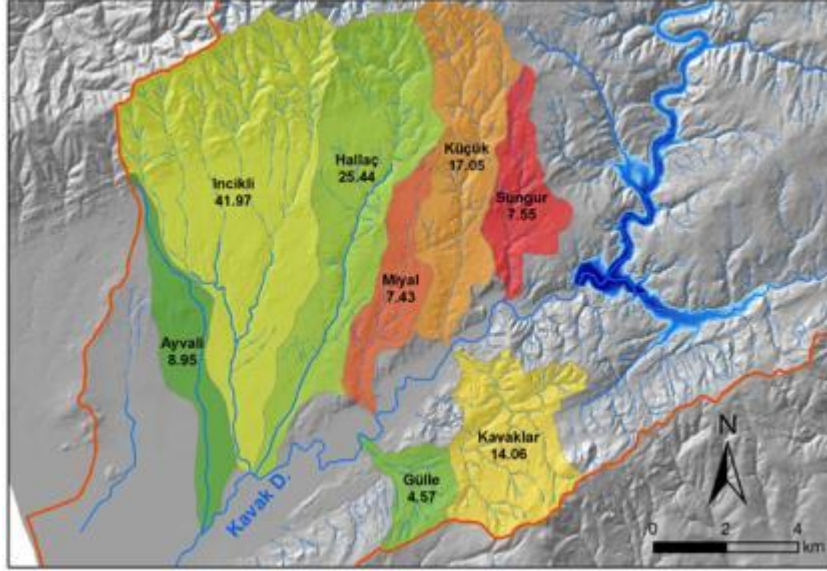 Küçük
17.05
Hallaç
25.44
İncikli
41.97
Sungur
7.55
Miyal
7.43
Ayvalı
8.95
Kavaklar
14.06
Gülle
4.57
Kavak D.
N
0 2 4
km